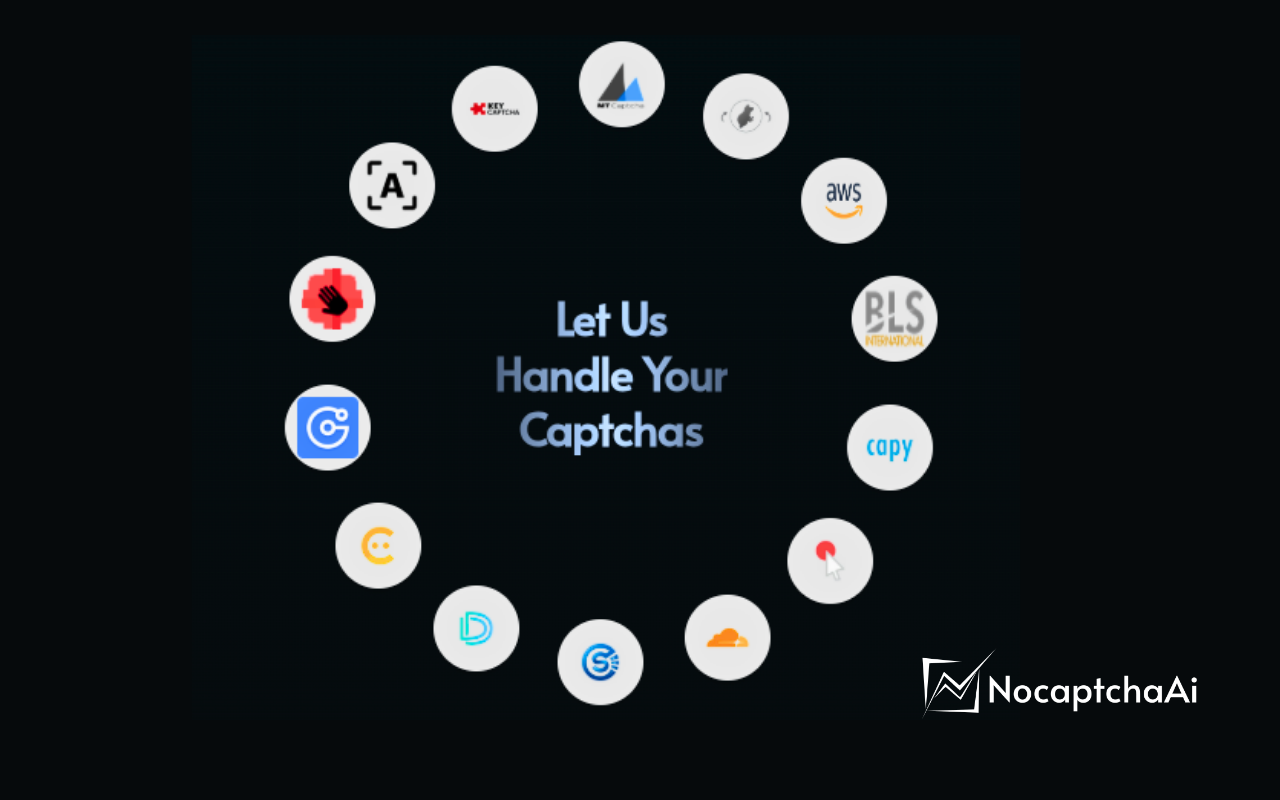 MT Captcha
KEY
CAPTCHA
A
aws
BLS
INTERNATIONAL
Let Us
Handle Your
Captchas
capy
NocaptchaAi